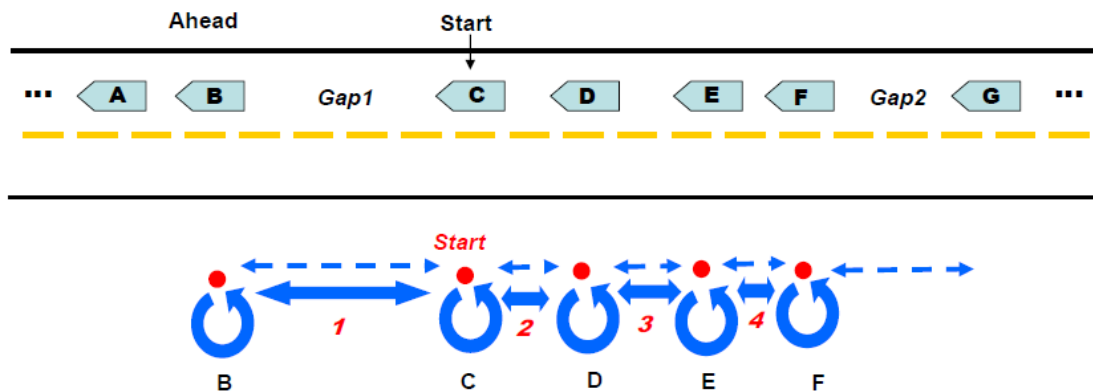 Ahead Start
... A B Gap1 C D E F Gap2 G ...
Start
1 2 3 4
B C D E F